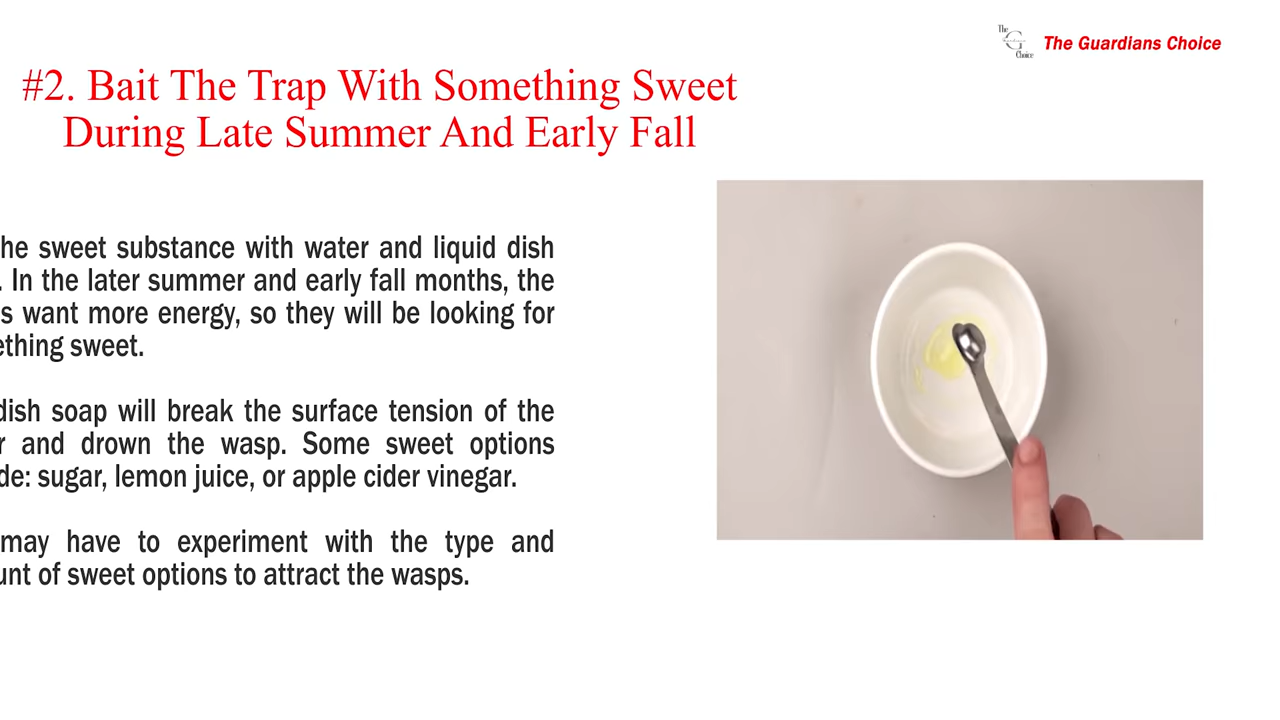 The
G
Guardians
Choice
The Guardians Choice
#2. Bait The Trap With Something Sweet
During Late Summer And Early Fall
he sweet substance with water and liquid dish
. In the later summer and early fall months, the
s want more energy, so they will be looking for
ething sweet.
dish soap will break the surface tension of the
r and drown the wasp. Some sweet options
de: sugar, lemon juice, or apple cider vinegar.
may have to experiment with the type and
unt of sweet options to attract the wasps.